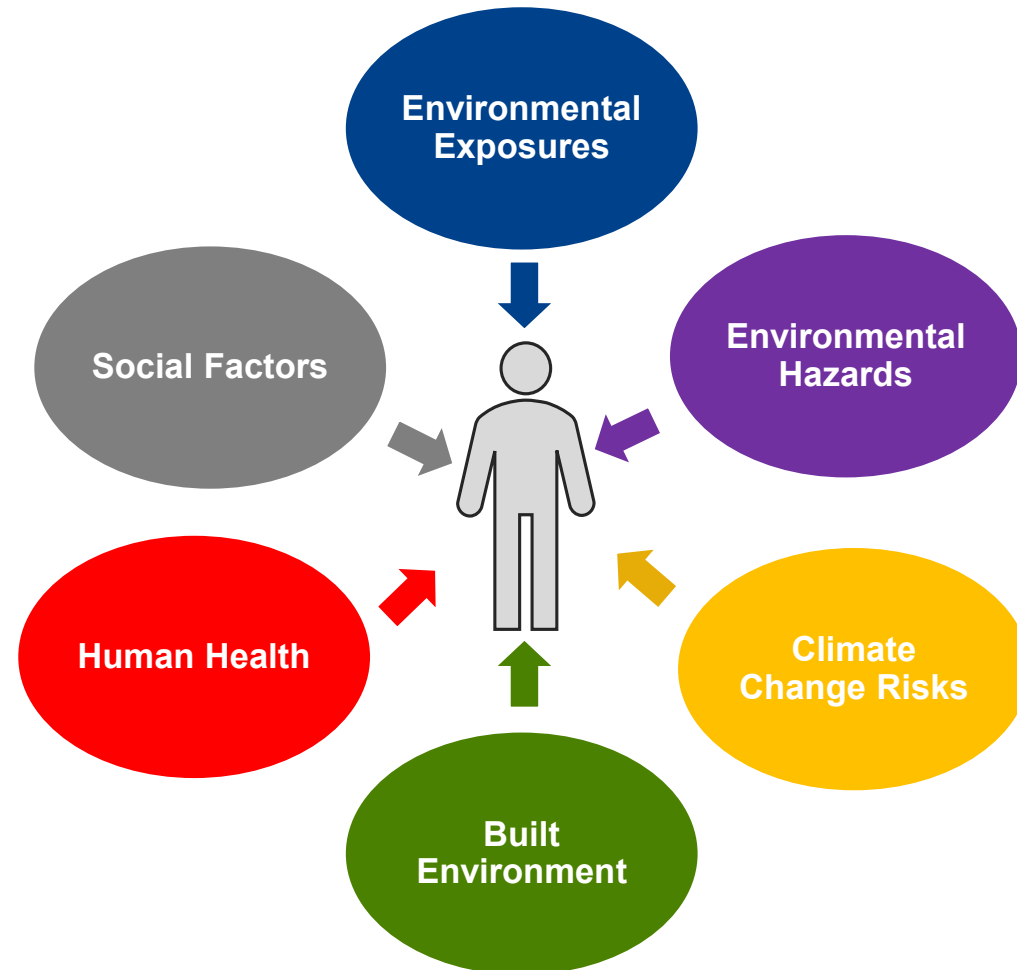 Environmental
Exposures
Environmental
Hazards
Climate
Change Risks
Built
Environment
Human Health
Social Factors